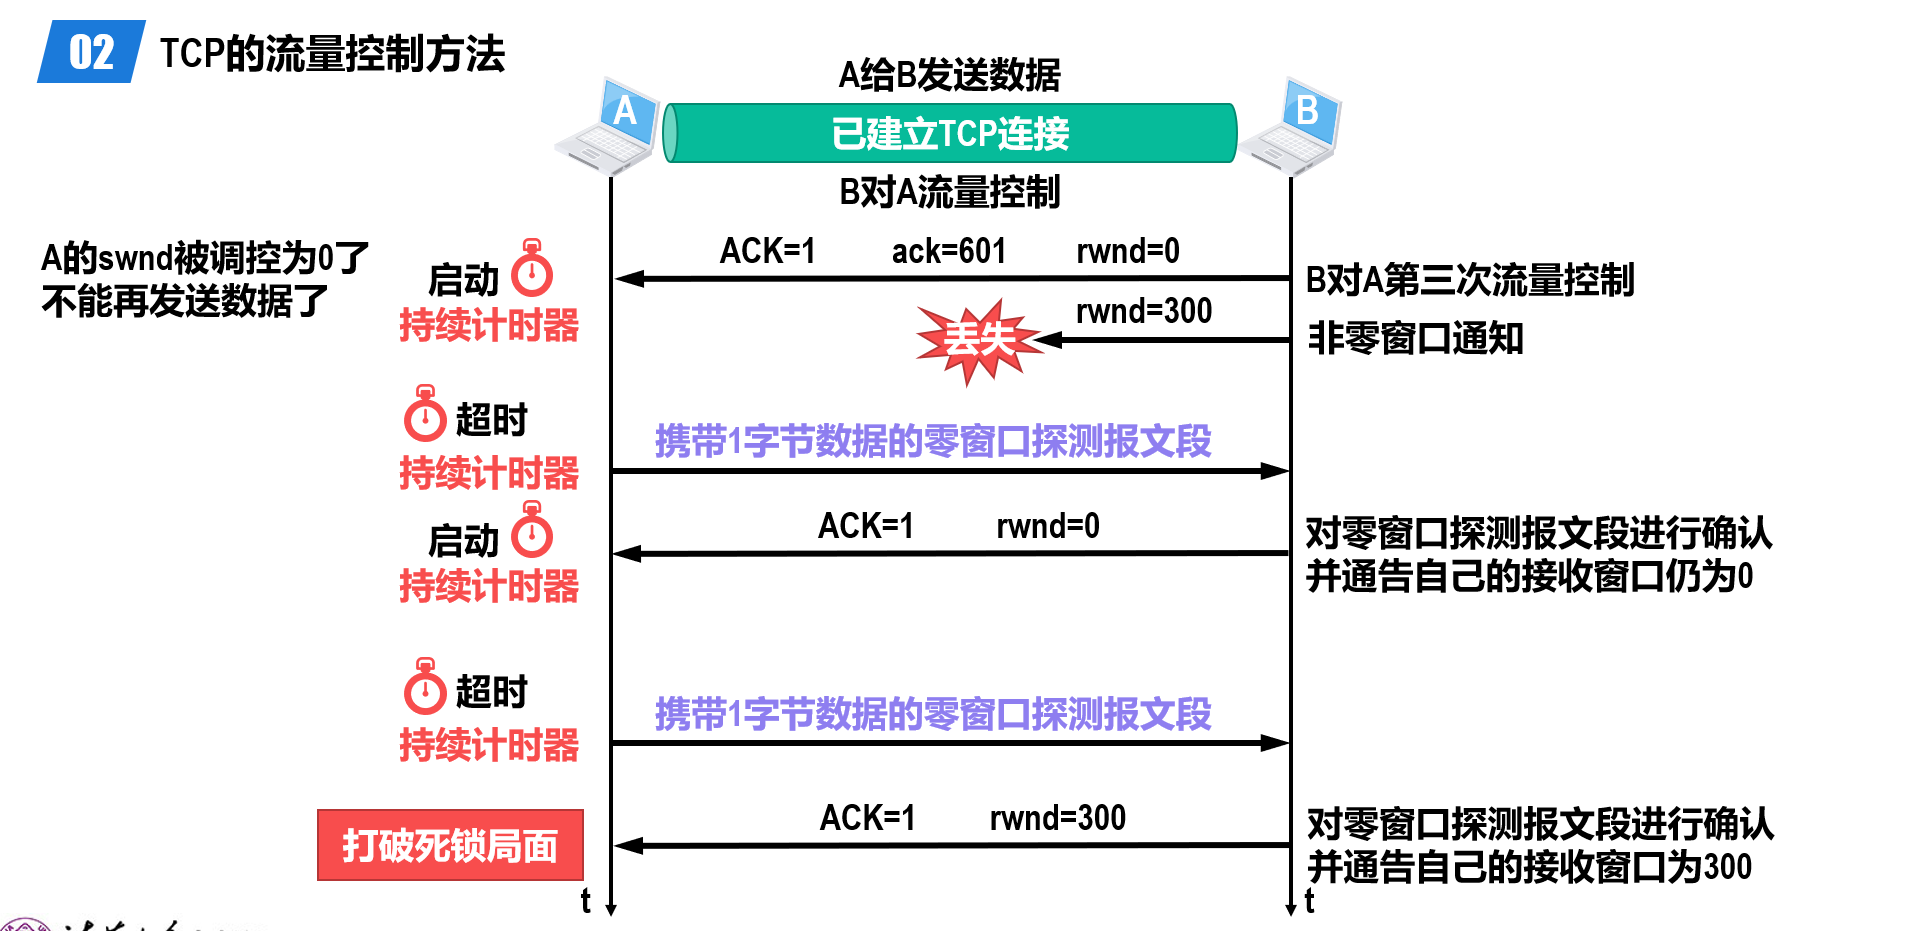 02
TCP的流量控制方法
A给B发送数据
A
已建立TCP连接
B
B对A流量控制
A的swnd被调控为0了
不能再发送数据了
启动
持续计时器
ACK=1 ack=601 rwnd=0
B对A第三次流量控制
rwnd=300
丢失
非零窗口通知
超时
持续计时器
携带1字节数据的零窗口探测报文段
启动
持续计时器
ACK=1 rwnd=0
对零窗口探测报文段进行确认
并通告自己的接收窗口仍为0
超时
持续计时器
携带1字节数据的零窗口探测报文段
打破死锁局面
ACK=1 rwnd=300
对零窗口探测报文段进行确认
并通告自己的接收窗口为300
t
t